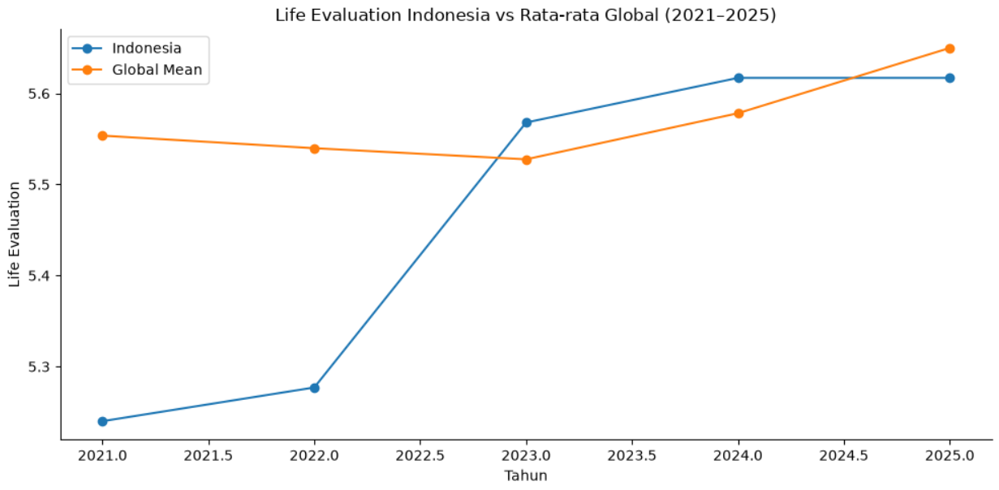 Life Evaluation Indonesia vs Rata-rata Global (2021–2025)
Indonesia
Global Mean
5.6
5.5
5.4
5.3
Life Evaluation
2021.0 2021.5 2022.0 2022.5 2023.0 2023.5 2024.0 2024.5 2025.0
Tahun